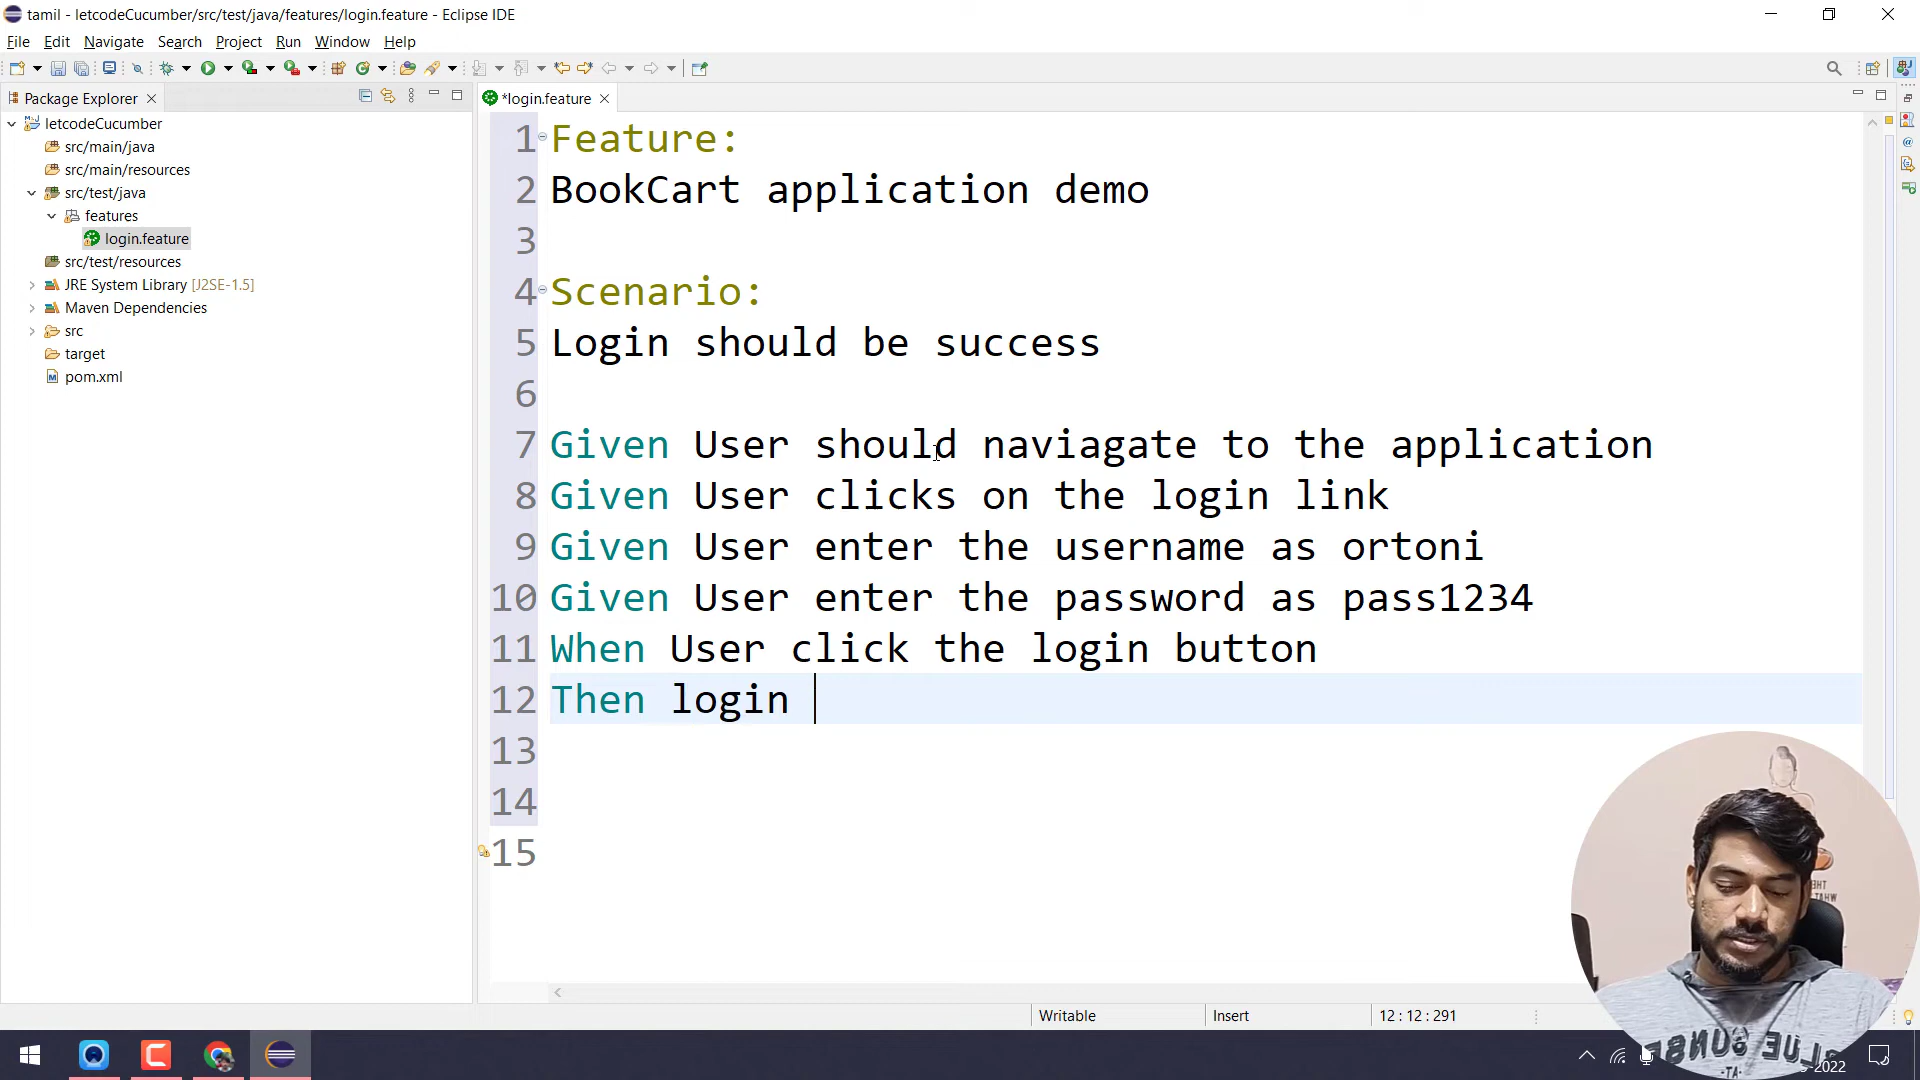 tamil - letcodeCucumber/src/test/java/features/login.feature - Eclipse IDE
File Edit Navigate Search Project Run Window Help
Package Explorer
*login.feature
letcodeCucumber
src/main/java
src/main/resources
src/test/java
features
login.feature
src/test/resources
JRE System Library [J2SE-1.5]
Maven Dependencies
src
target
pom.xml
1 Feature:
2 BookCart application demo
3
4 Scenario:
5 Login should be success
6
7 Given User should naviagate to the application
8 Given User clicks on the login link
9 Given User enter the username as ortoni
10 Given User enter the password as pass1234
11 When User click the login button
12 Then login
13
14
15
Writable Insert 12 : 12 : 291
-2022